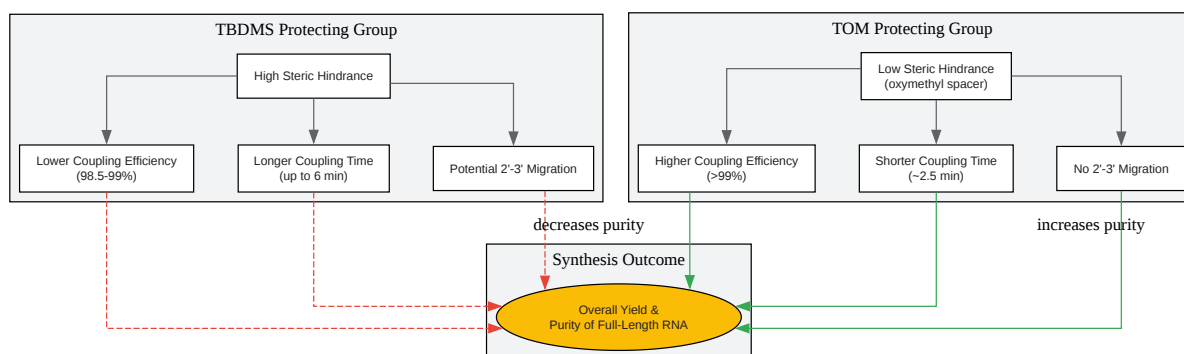 TBDMS Protecting Group
High Steric Hindrance
Lower Coupling Efficiency
(98.5-99%)
Longer Coupling Time
(up to 6 min)
Potential 2'-3' Migration
TOM Protecting Group
Low Steric Hindrance
(oxymethyl spacer)
Higher Coupling Efficiency
(>99%)
Shorter Coupling Time
(~2.5 min)
No 2'-3' Migration
decreases purity
increases purity
Synthesis Outcome
Overall Yield &
Purity of Full-Length RNA